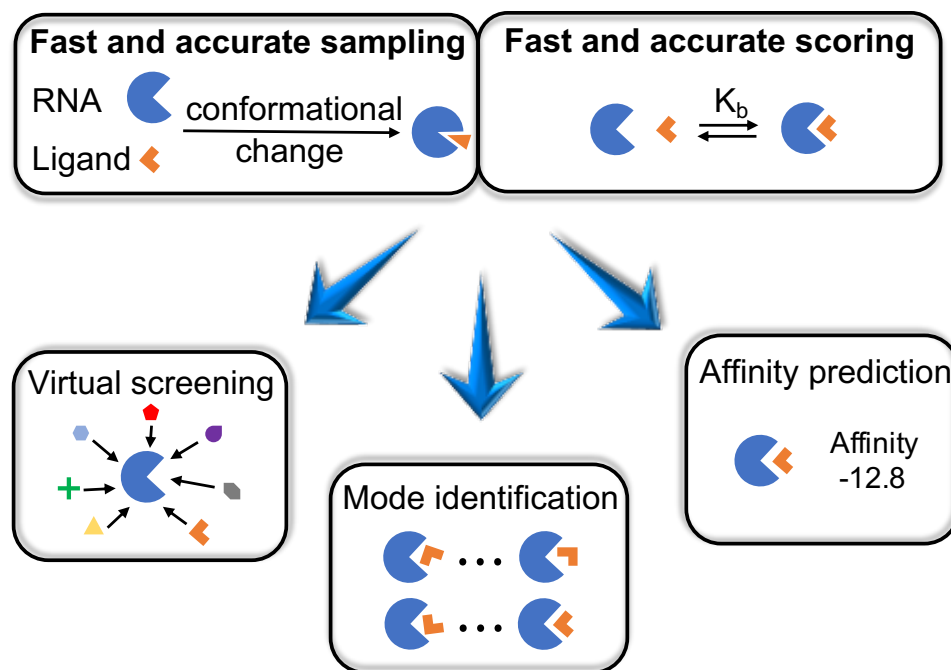 Fast and accurate sampling
RNA
conformational
change
Ligand
Fast and accurate scoring
K_b
Virtual screening
Mode identification
...
...
Affinity prediction
Affinity
-12.8